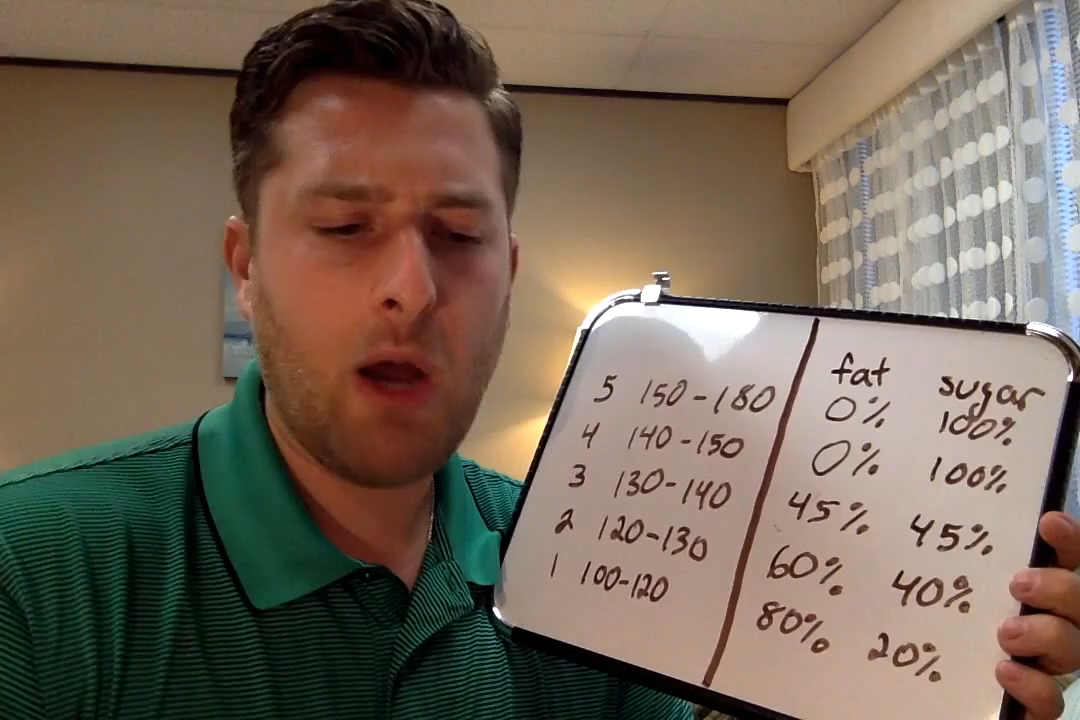 fat sugar
5 150-180 0% 100%
4 140-150 0% 100%
3 130-140 45% 45%
2 120-130 60% 40%
1 100-120 80% 20%